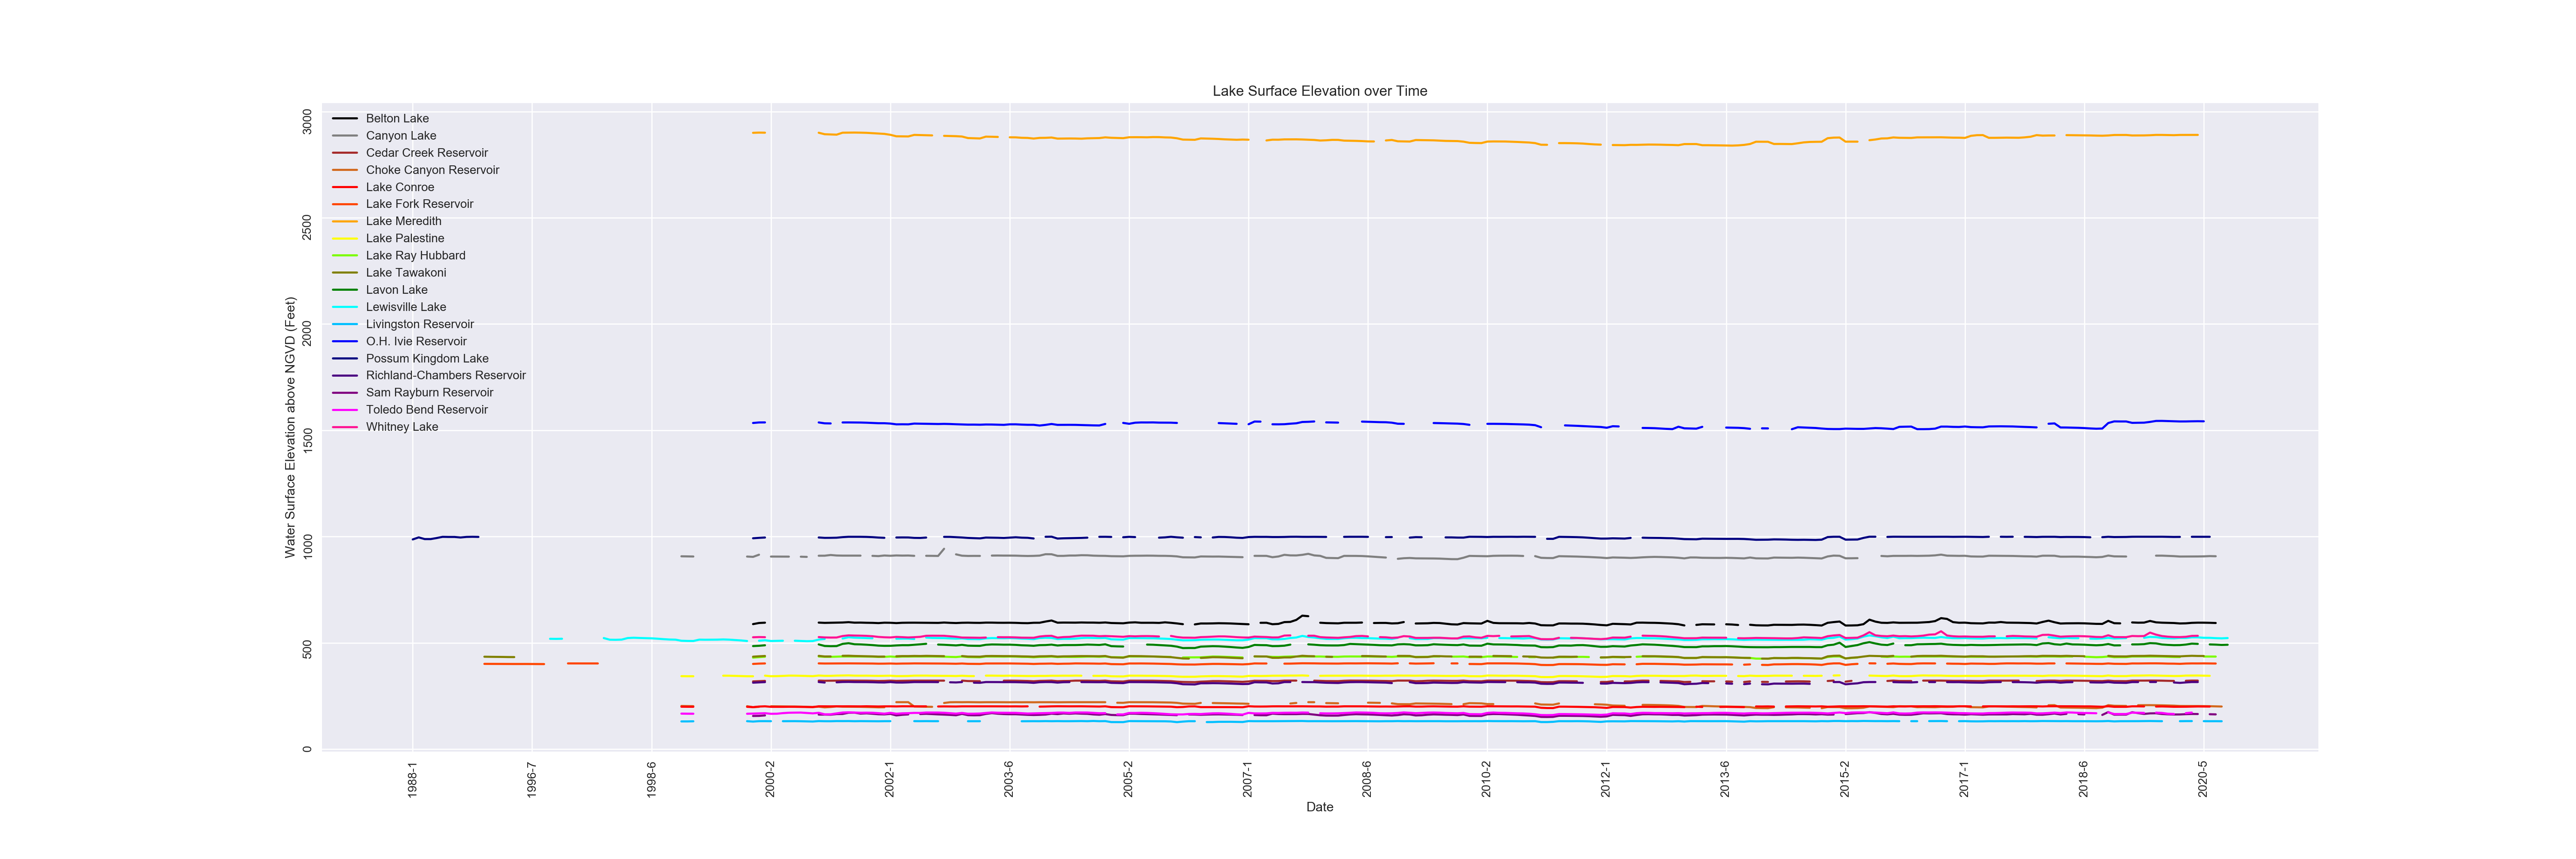 Lake Surface Elevation over Time
Water Surface Elevation above NGVD (Feet)
3000
2500
2000
1500
1000
500
0
Belton Lake
Canyon Lake
Cedar Creek Reservoir
Choke Canyon Reservoir
Lake Conroe
Lake Fork Reservoir
Lake Meredith
Lake Palestine
Lake Ray Hubbard
Lake Tawakoni
Lavon Lake
Lewisville Lake
Livingston Reservoir
O.H. Ivie Reservoir
Possum Kingdom Lake
Richland-Chambers Reservoir
Sam Rayburn Reservoir
Toledo Bend Reservoir
Whitney Lake
1988-1
1996-7
1998-6
2000-2
2002-1
2003-6
2005-2
2007-1
2008-6
2010-2
2012-1
2013-6
2015-2
2017-1
2018-6
2020-5
Date